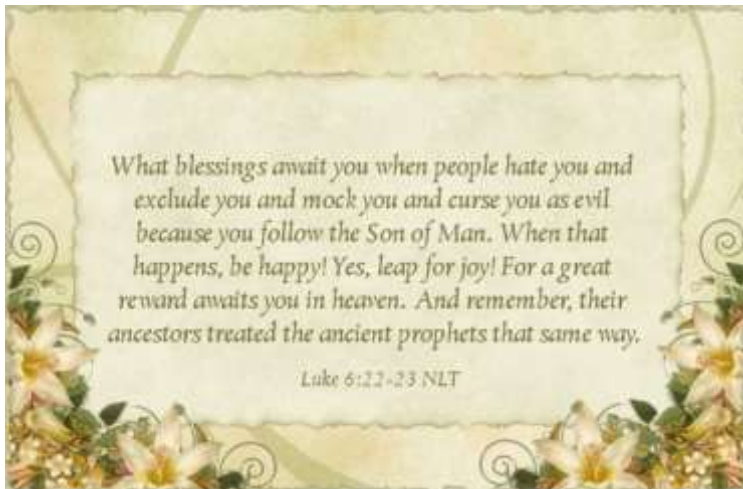 What blessings await you when people hate you and
exclude you and mock you and curse you as evil
because you follow the Son of Man. When that
happens, be happy! Yes, leap for joy! For a great
reward awaits you in heaven. And remember, their
ancestors treated the ancient prophets that same way.
Luke 6:22-23 NLT